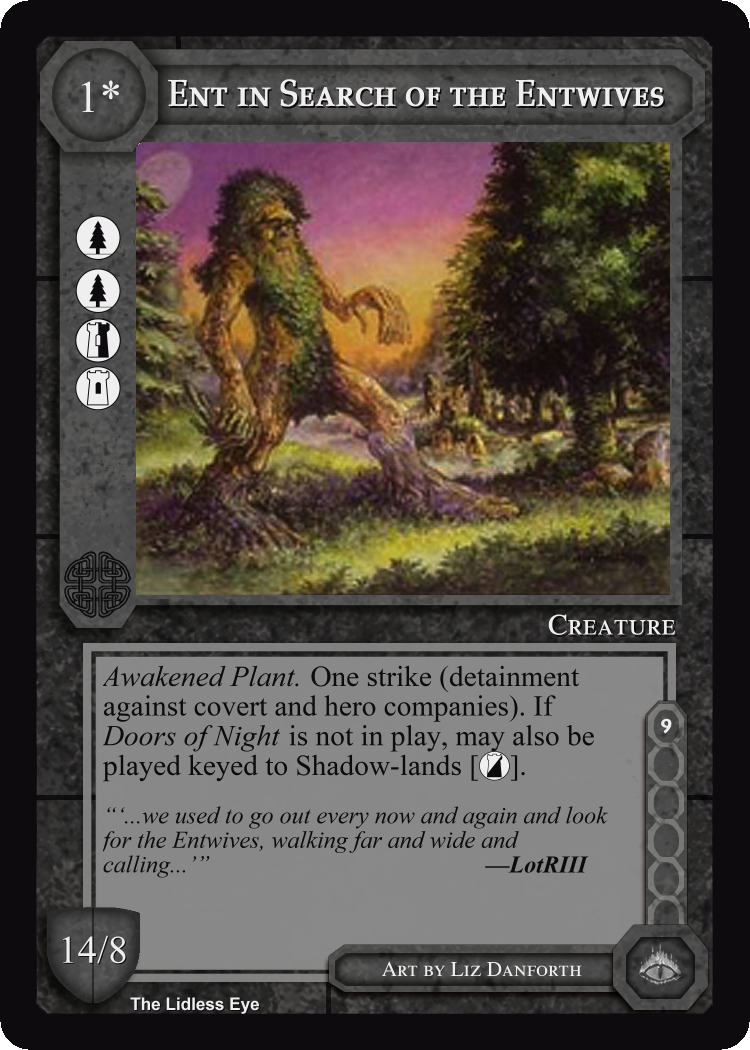 1*
Ent in Search of the Entwives
Creature
Awakened Plant. One strike (detainment
against covert and hero companies). If
Doors of Night is not in play, may also be
played keyed to Shadow-lands [ ].
9
“‘...we used to go out every now and again and look
for the Entwives, walking far and wide and
calling...’”
—LotRIII
14/8
Art by Liz Danforth
The Lidless Eye